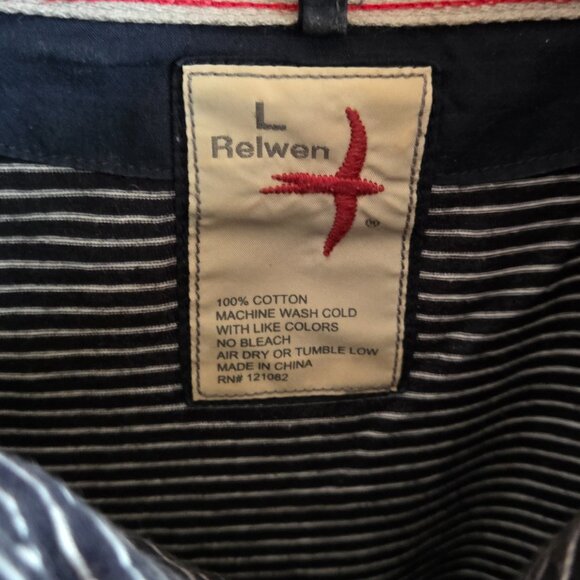 L
Relwen
®
100% COTTON
MACHINE WASH COLD
WITH LIKE COLORS
NO BLEACH
AIR DRY OR TUMBLE LOW
MADE IN CHINA
RN# 121082